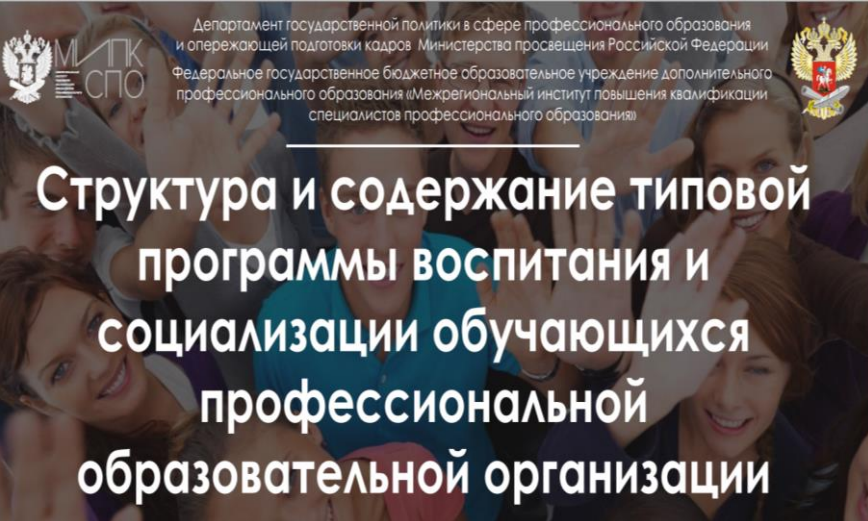 МИПК
СПО
Департамент государственной политики в сфере профессионального образования
и опережающей подготовки кадров Министерства просвещения Российской Федерации
Федеральное государственное бюджетное образовательное учреждение дополнительного
профессионального образования «Межрегиональный институт повышения квалификации
специалистов профессионального образования»
Структура и содержание типовой
программы воспитания и
социализации обучающихся
профессиональной
образовательной организации